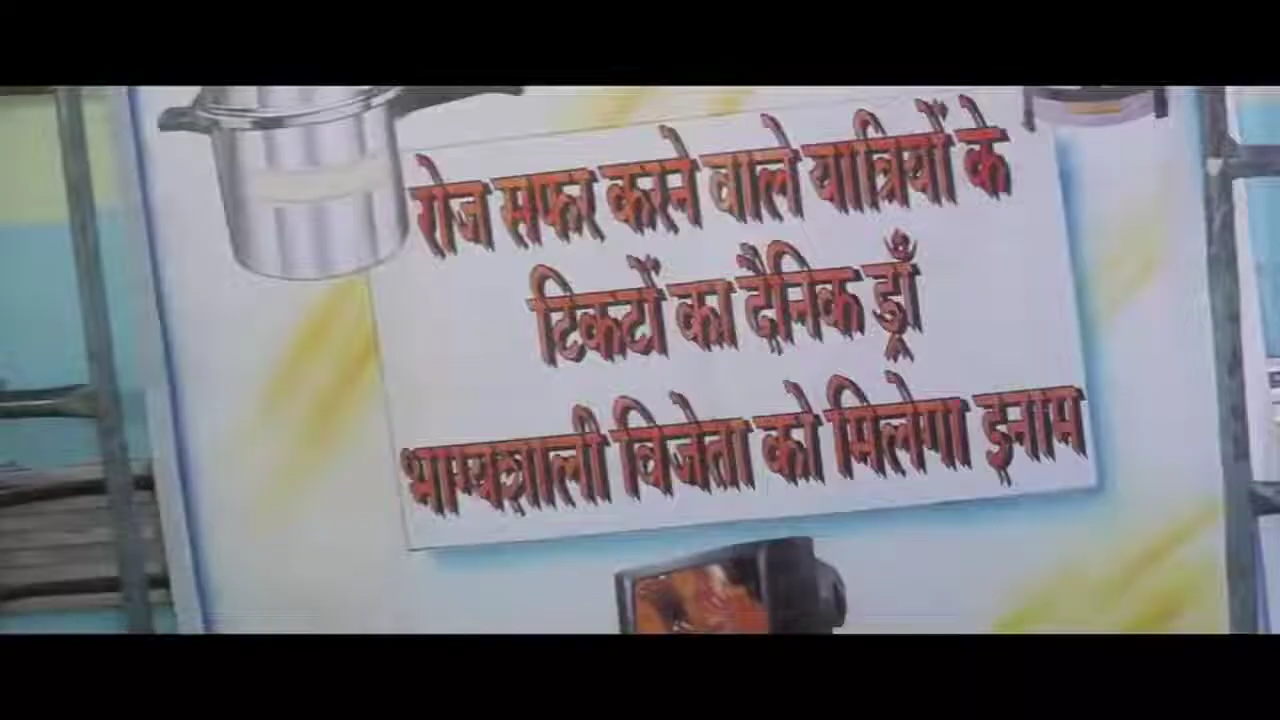 रोज सफर करने वाले यात्रियों के
टिकटों का दैनिक ड्रॉं
भाग्यशाली विजेता को मिलेगा इनाम